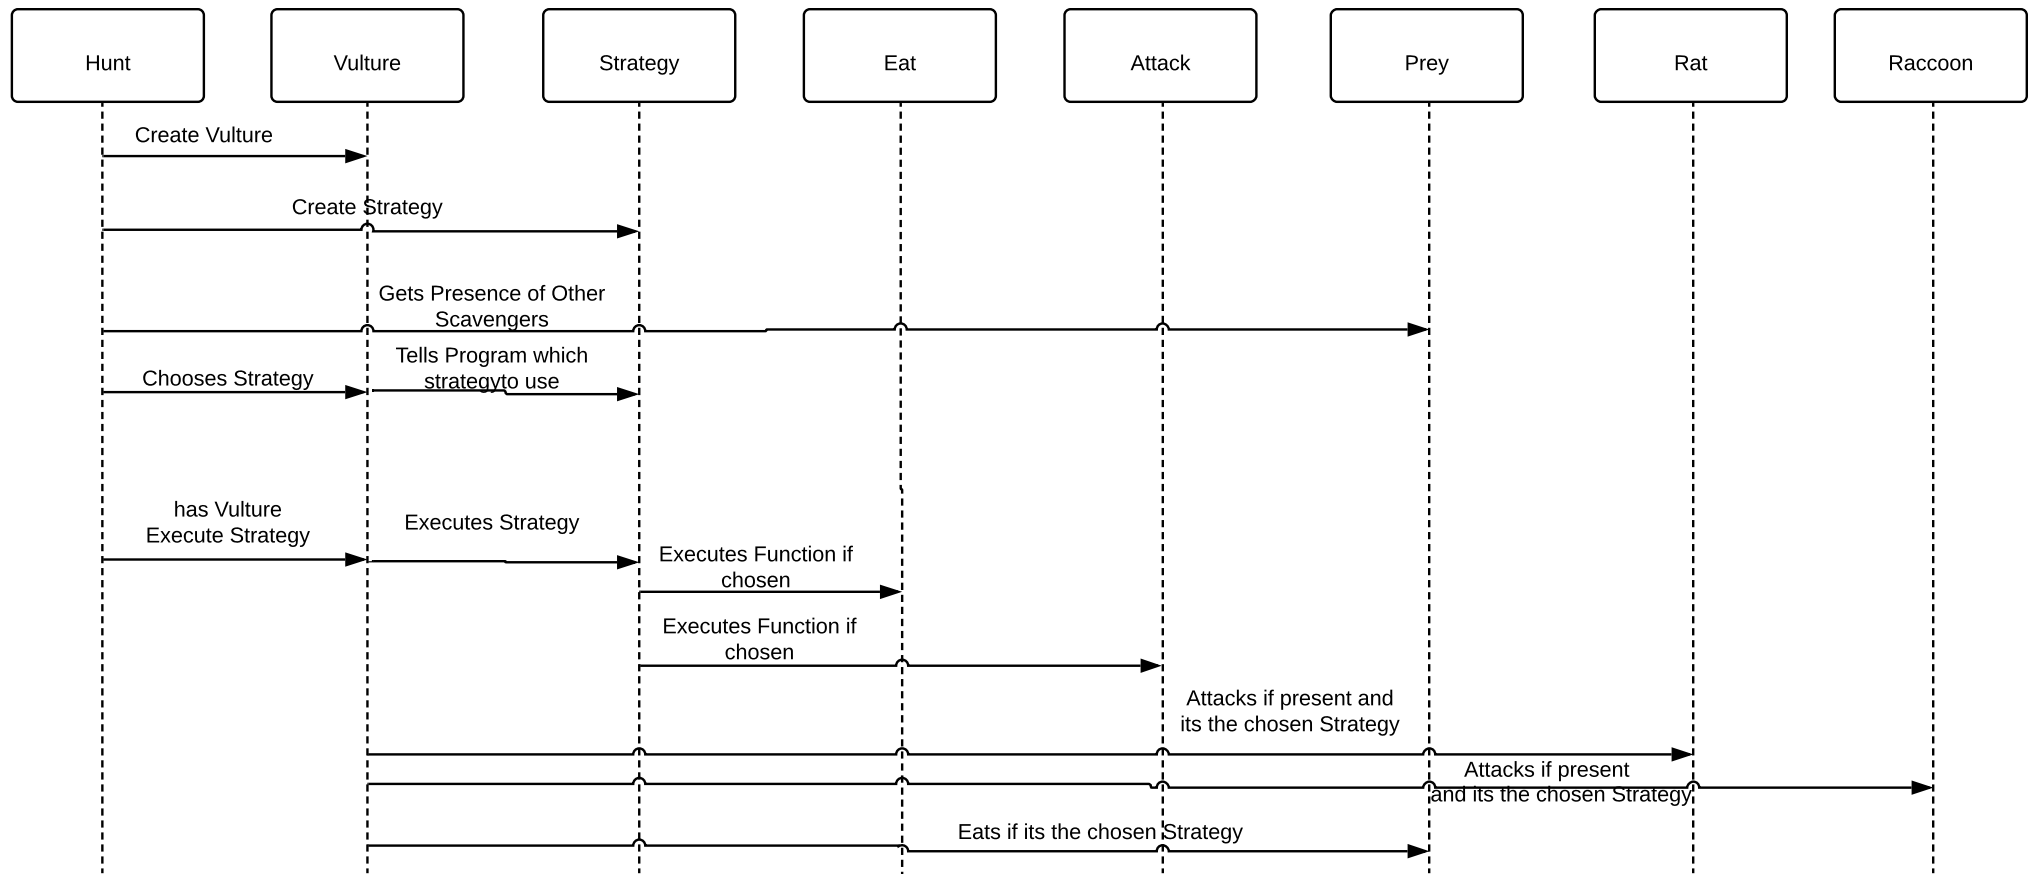 Hunt
Vulture
Strategy
Eat
Attack
Prey
Rat
Raccoon
Create Vulture
Create Strategy
Gets Presence of Other
Scavengers
Chooses Strategy
Tells Program which
strategyto use
has Vulture
Execute Strategy
Executes Strategy
Executes Function if
chosen
Executes Function if
chosen
Attacks if present and
its the chosen Strategy
Attacks if present
and its the chosen Strategy
Eats if its the chosen Strategy